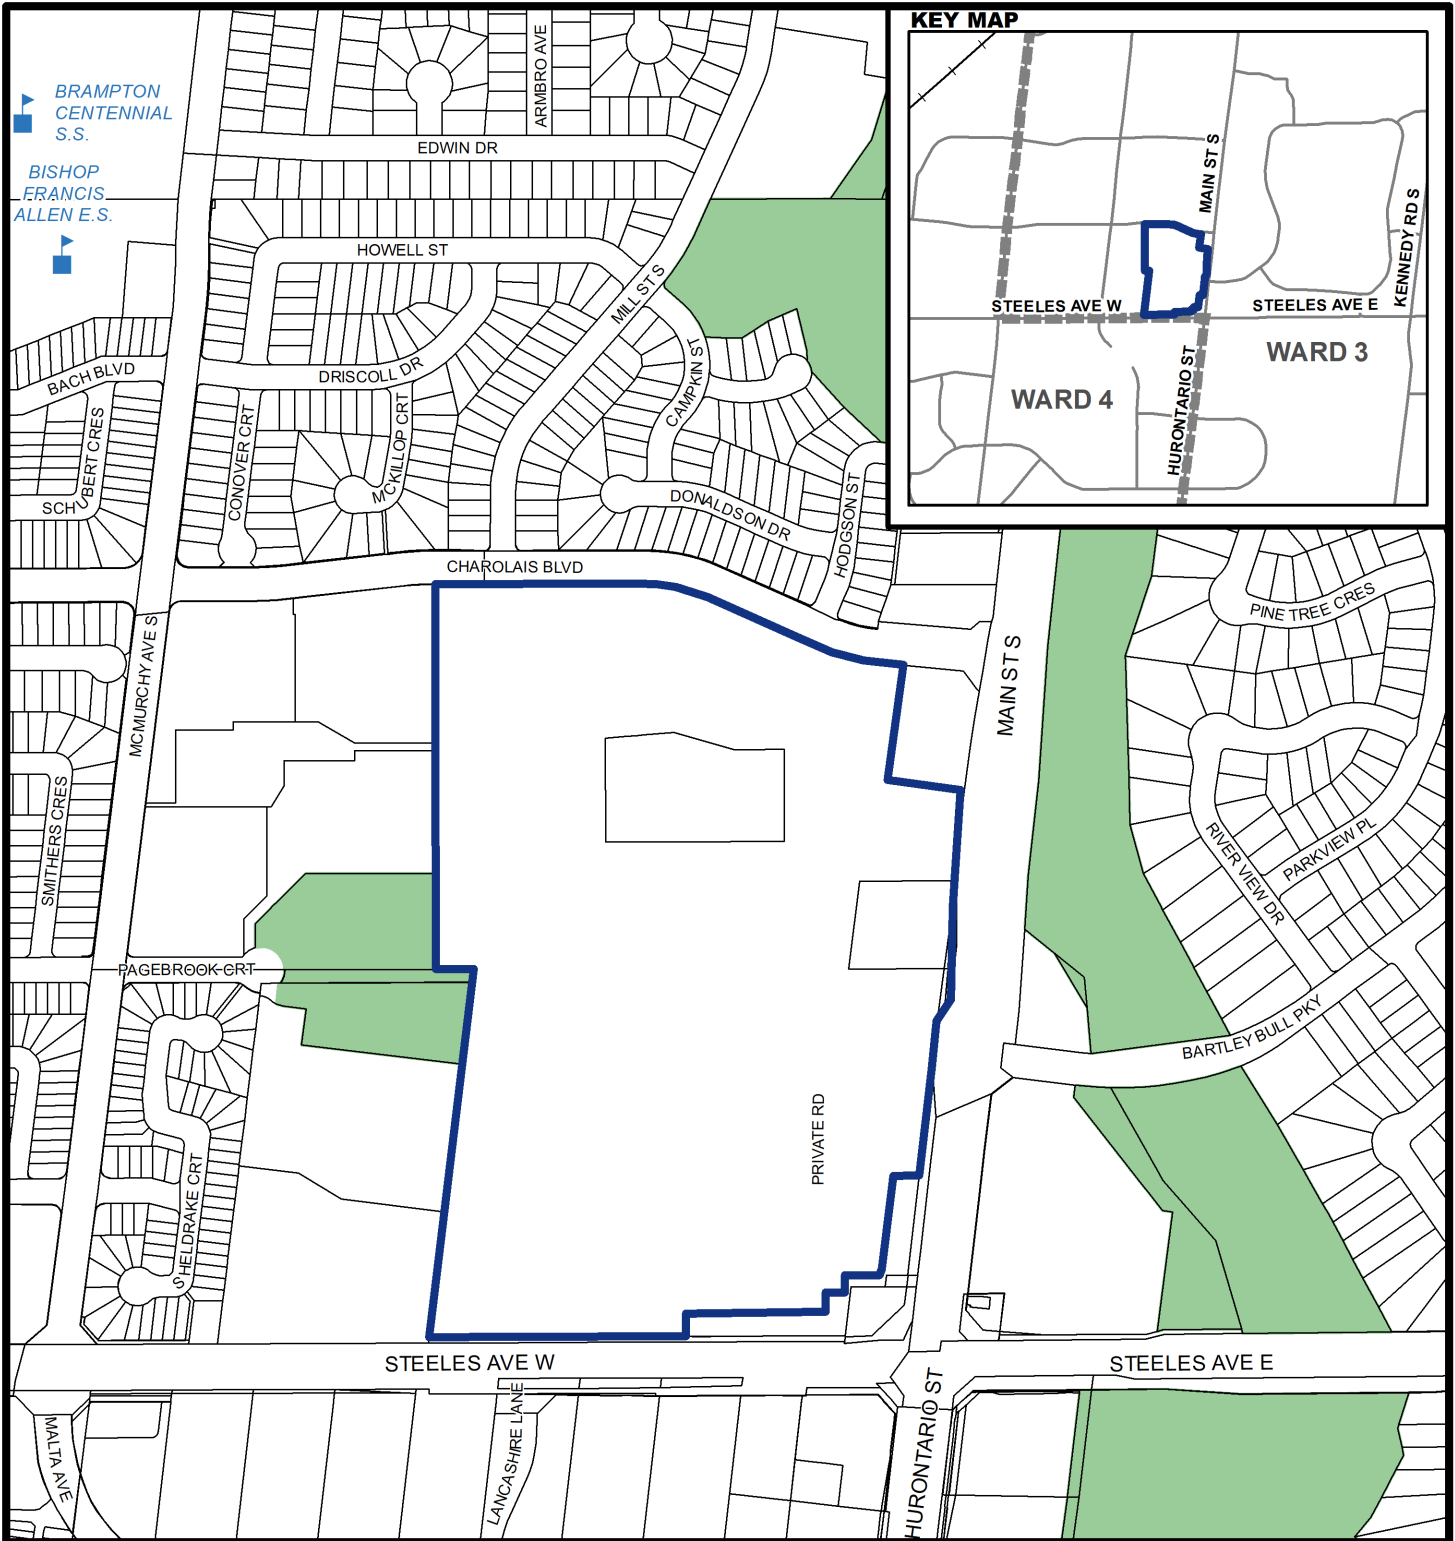 KEY MAP
MAIN ST S
KENNEDY RD S
STEELES AVE W
STEELES AVE E
WARD 3
WARD 4
HURONTARIO ST
BRAMPTON
CENTENNIAL
S.S.
BISHOP
FRANCIS
ALLEN E.S.
ARMBRO AVE
EDWIN DR
HOWELL ST
MILL ST S
DRISCOLL DR
CAMPKIN ST
BACH BLVD
SCHUBERT CRES
CONOVER CRT
MCKILLOP CRT
DONALDSON DR
HODGSON ST
CHAROLAIS BLVD
PINE TREE CRES
MCMURCHY AVE S
MAIN ST S
SMITHERS CRES
RIVER VIEW DR
PARKVIEW PL
PAGEBROOK CRT
BARTLEY BULL PKY
PRIVATE RD
SHELDRAKE CRT
STEELES AVE W
STEELES AVE E
MALTA AVE
LANCASHIRE LANE
HURONTARIO ST